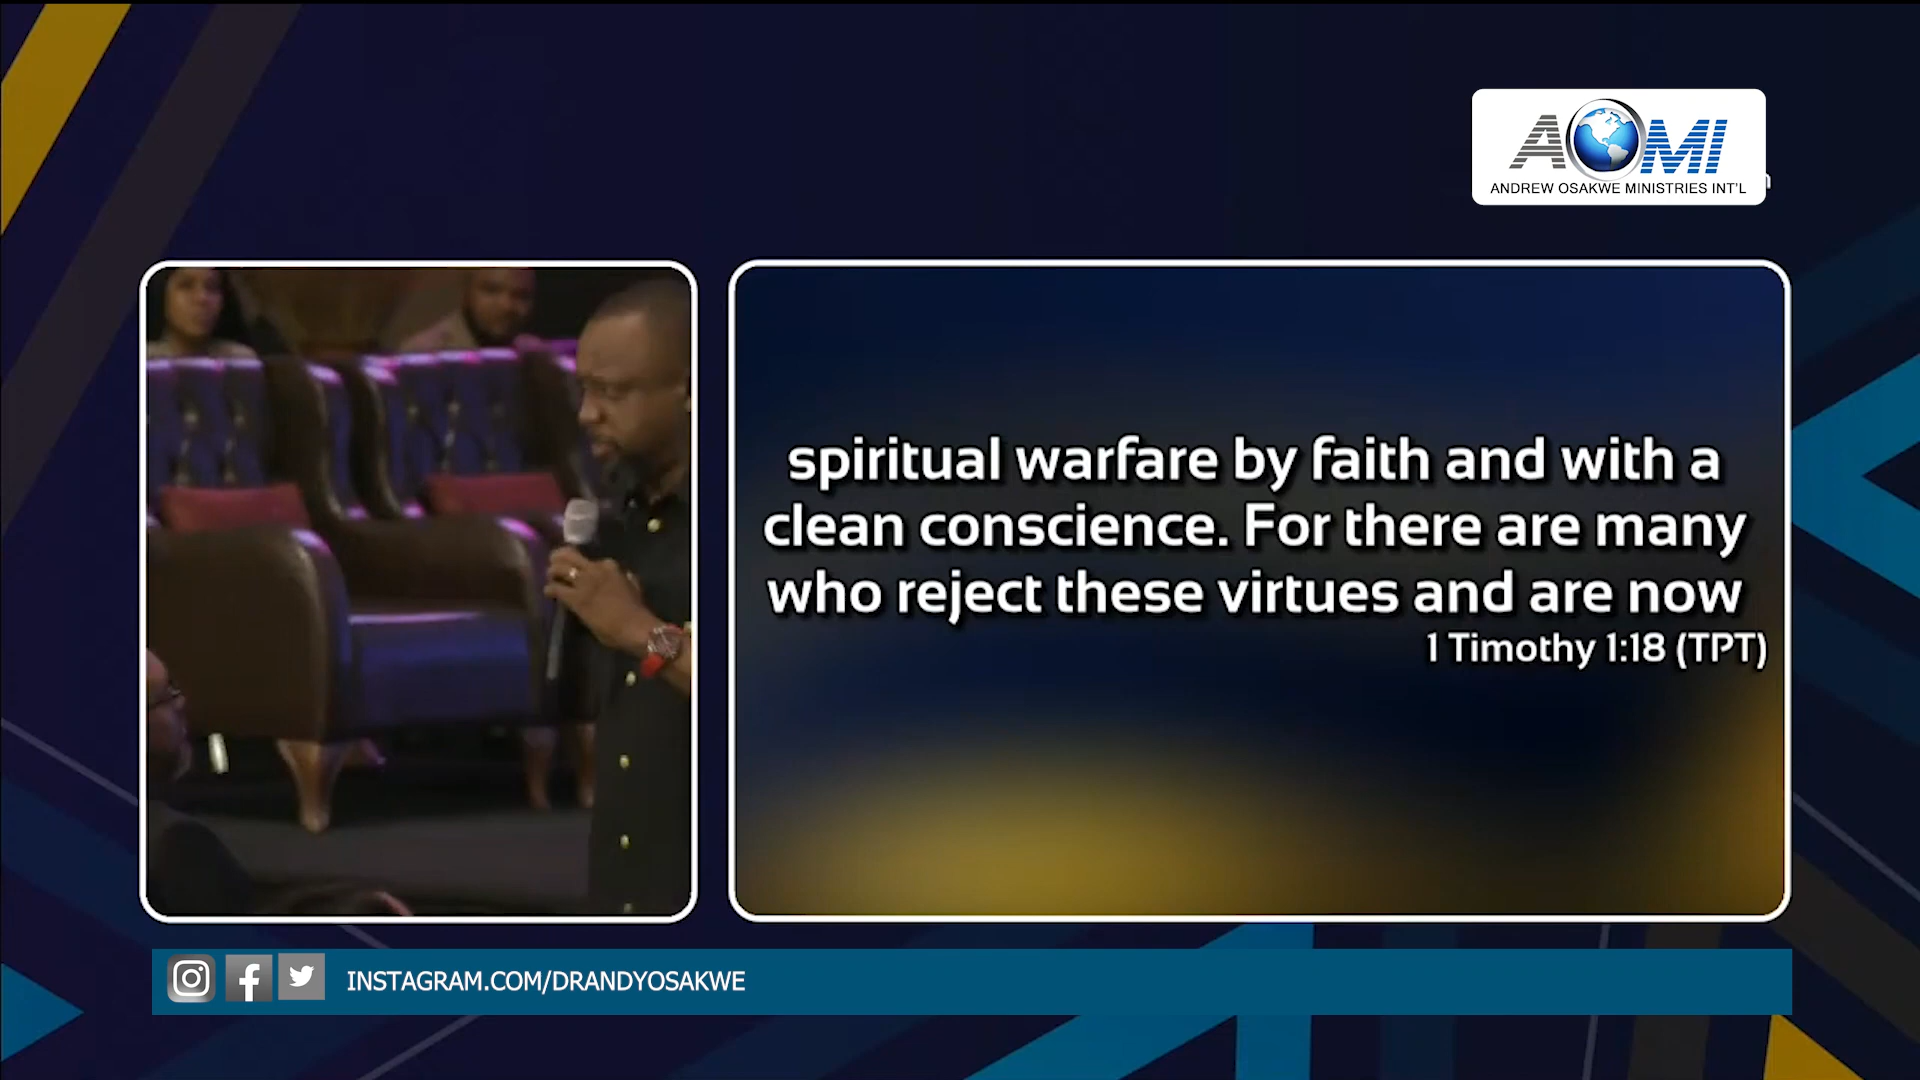 AOMI
ANDREW OSAKWE MINISTRIES INT'L
spiritual warfare by faith and with a
clean conscience. For there are many
who reject these virtues and are now
1 Timothy 1:18 (TPT)
INSTAGRAM.COM/DRANDYOSAKWE